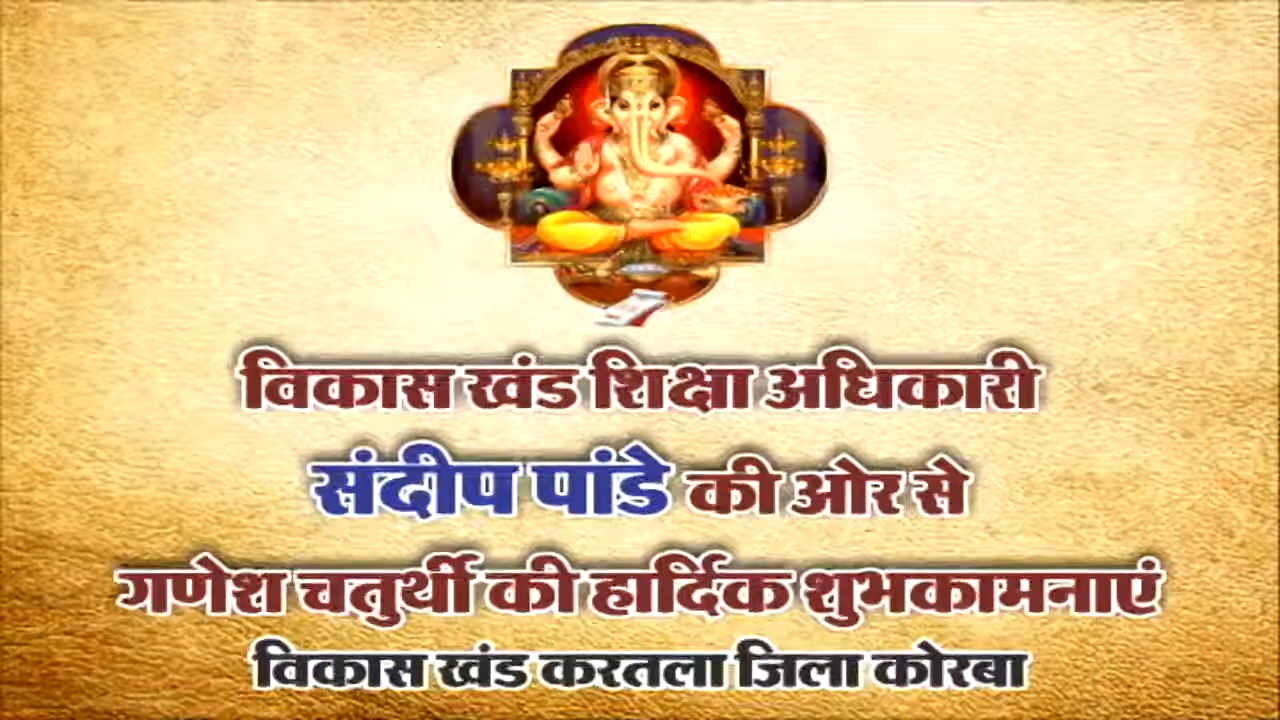 विकास खंड शिक्षा अधिकारी
संदीप पांडे की ओर से
गणेश चतुर्थी की हार्दिक शुभकामनाएं
विकास खंड करतला जिला कोरबा